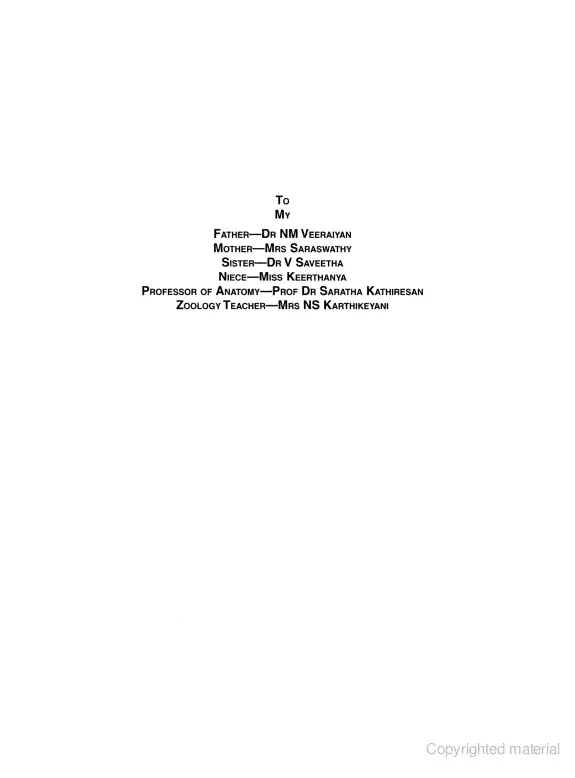 To
My
Father—Dr NM Veeraiyan
Mother—Mrs Saraswathy
Sister—Dr V Saveetha
Niece—Miss Keerthanya
Professor of Anatomy—Prof Dr Saratha Kathiresan
Zoology Teacher—Mrs NS Karthikeyani
Copyrighted material